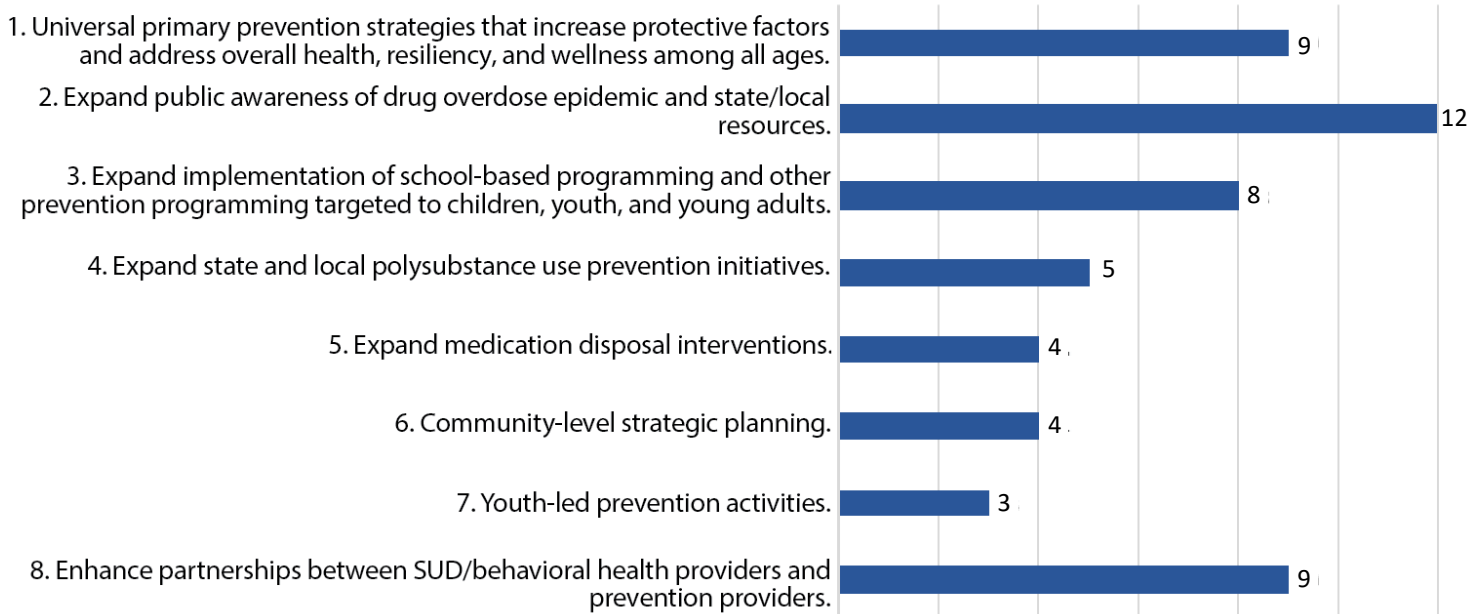 1. Universal primary prevention strategies that increase protective factors
and address overall health, resiliency, and wellness among all ages.
9
2. Expand public awareness of drug overdose epidemic and state/local
resources.
12
3. Expand implementation of school-based programming and other
prevention programming targeted to children, youth, and young adults.
8
4. Expand state and local polysubstance use prevention initiatives.
5
5. Expand medication disposal interventions.
4
6. Community-level strategic planning.
4
7. Youth-led prevention activities.
3
8. Enhance partnerships between SUD/behavioral health providers and
prevention providers.
9